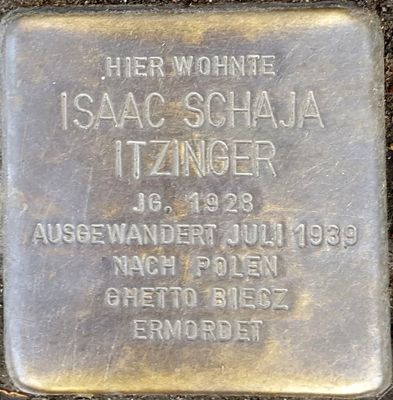 HIER WOHNTE
ISAAC SCHAJA
ITZINGER
JG. 1928
AUSGEWANDERT JULI 1939
NACH POLEN
GHETTO BIECZ
ERMORDET